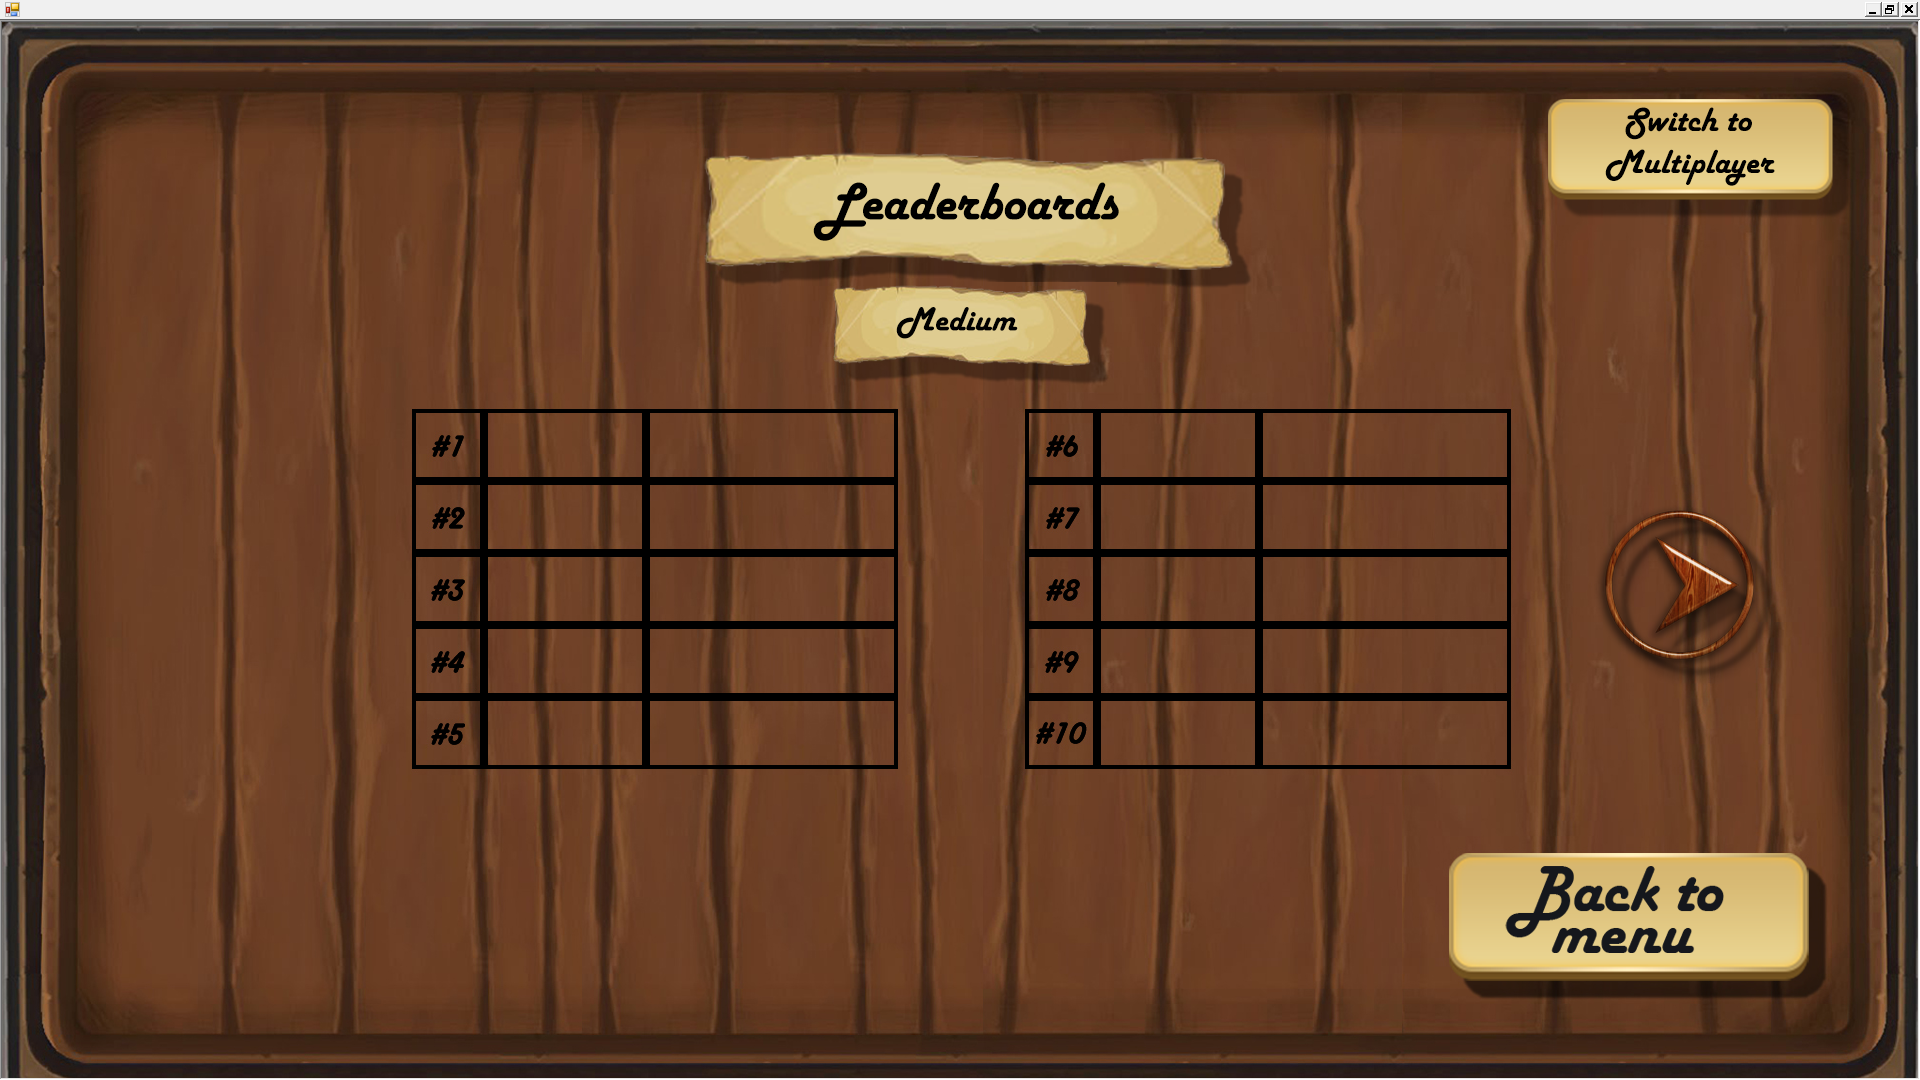 Switch to
Multiplayer
Leaderboards
Medium
#1
#2
#3
#4
#5
#6
#7
#8
#9
#10
Back to
menu